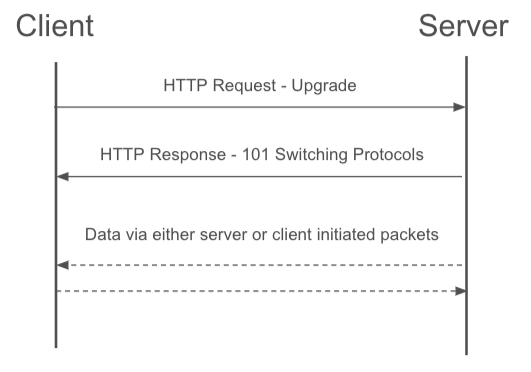 Client
Server
HTTP Request - Upgrade
HTTP Response - 101 Switching Protocols
Data via either server or client initiated packets